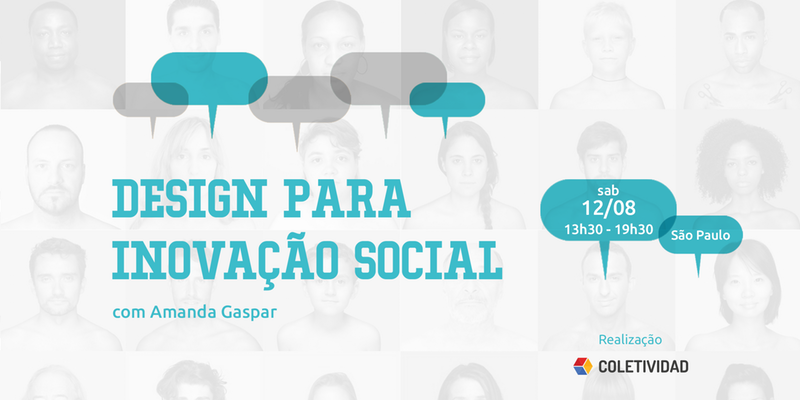 DESIGN PARA
INOVAÇÃO SOCIAL
com Amanda Gaspar
sab
12/08
13h30 - 19h30
São Paulo
Realização
COLETIVIDAD